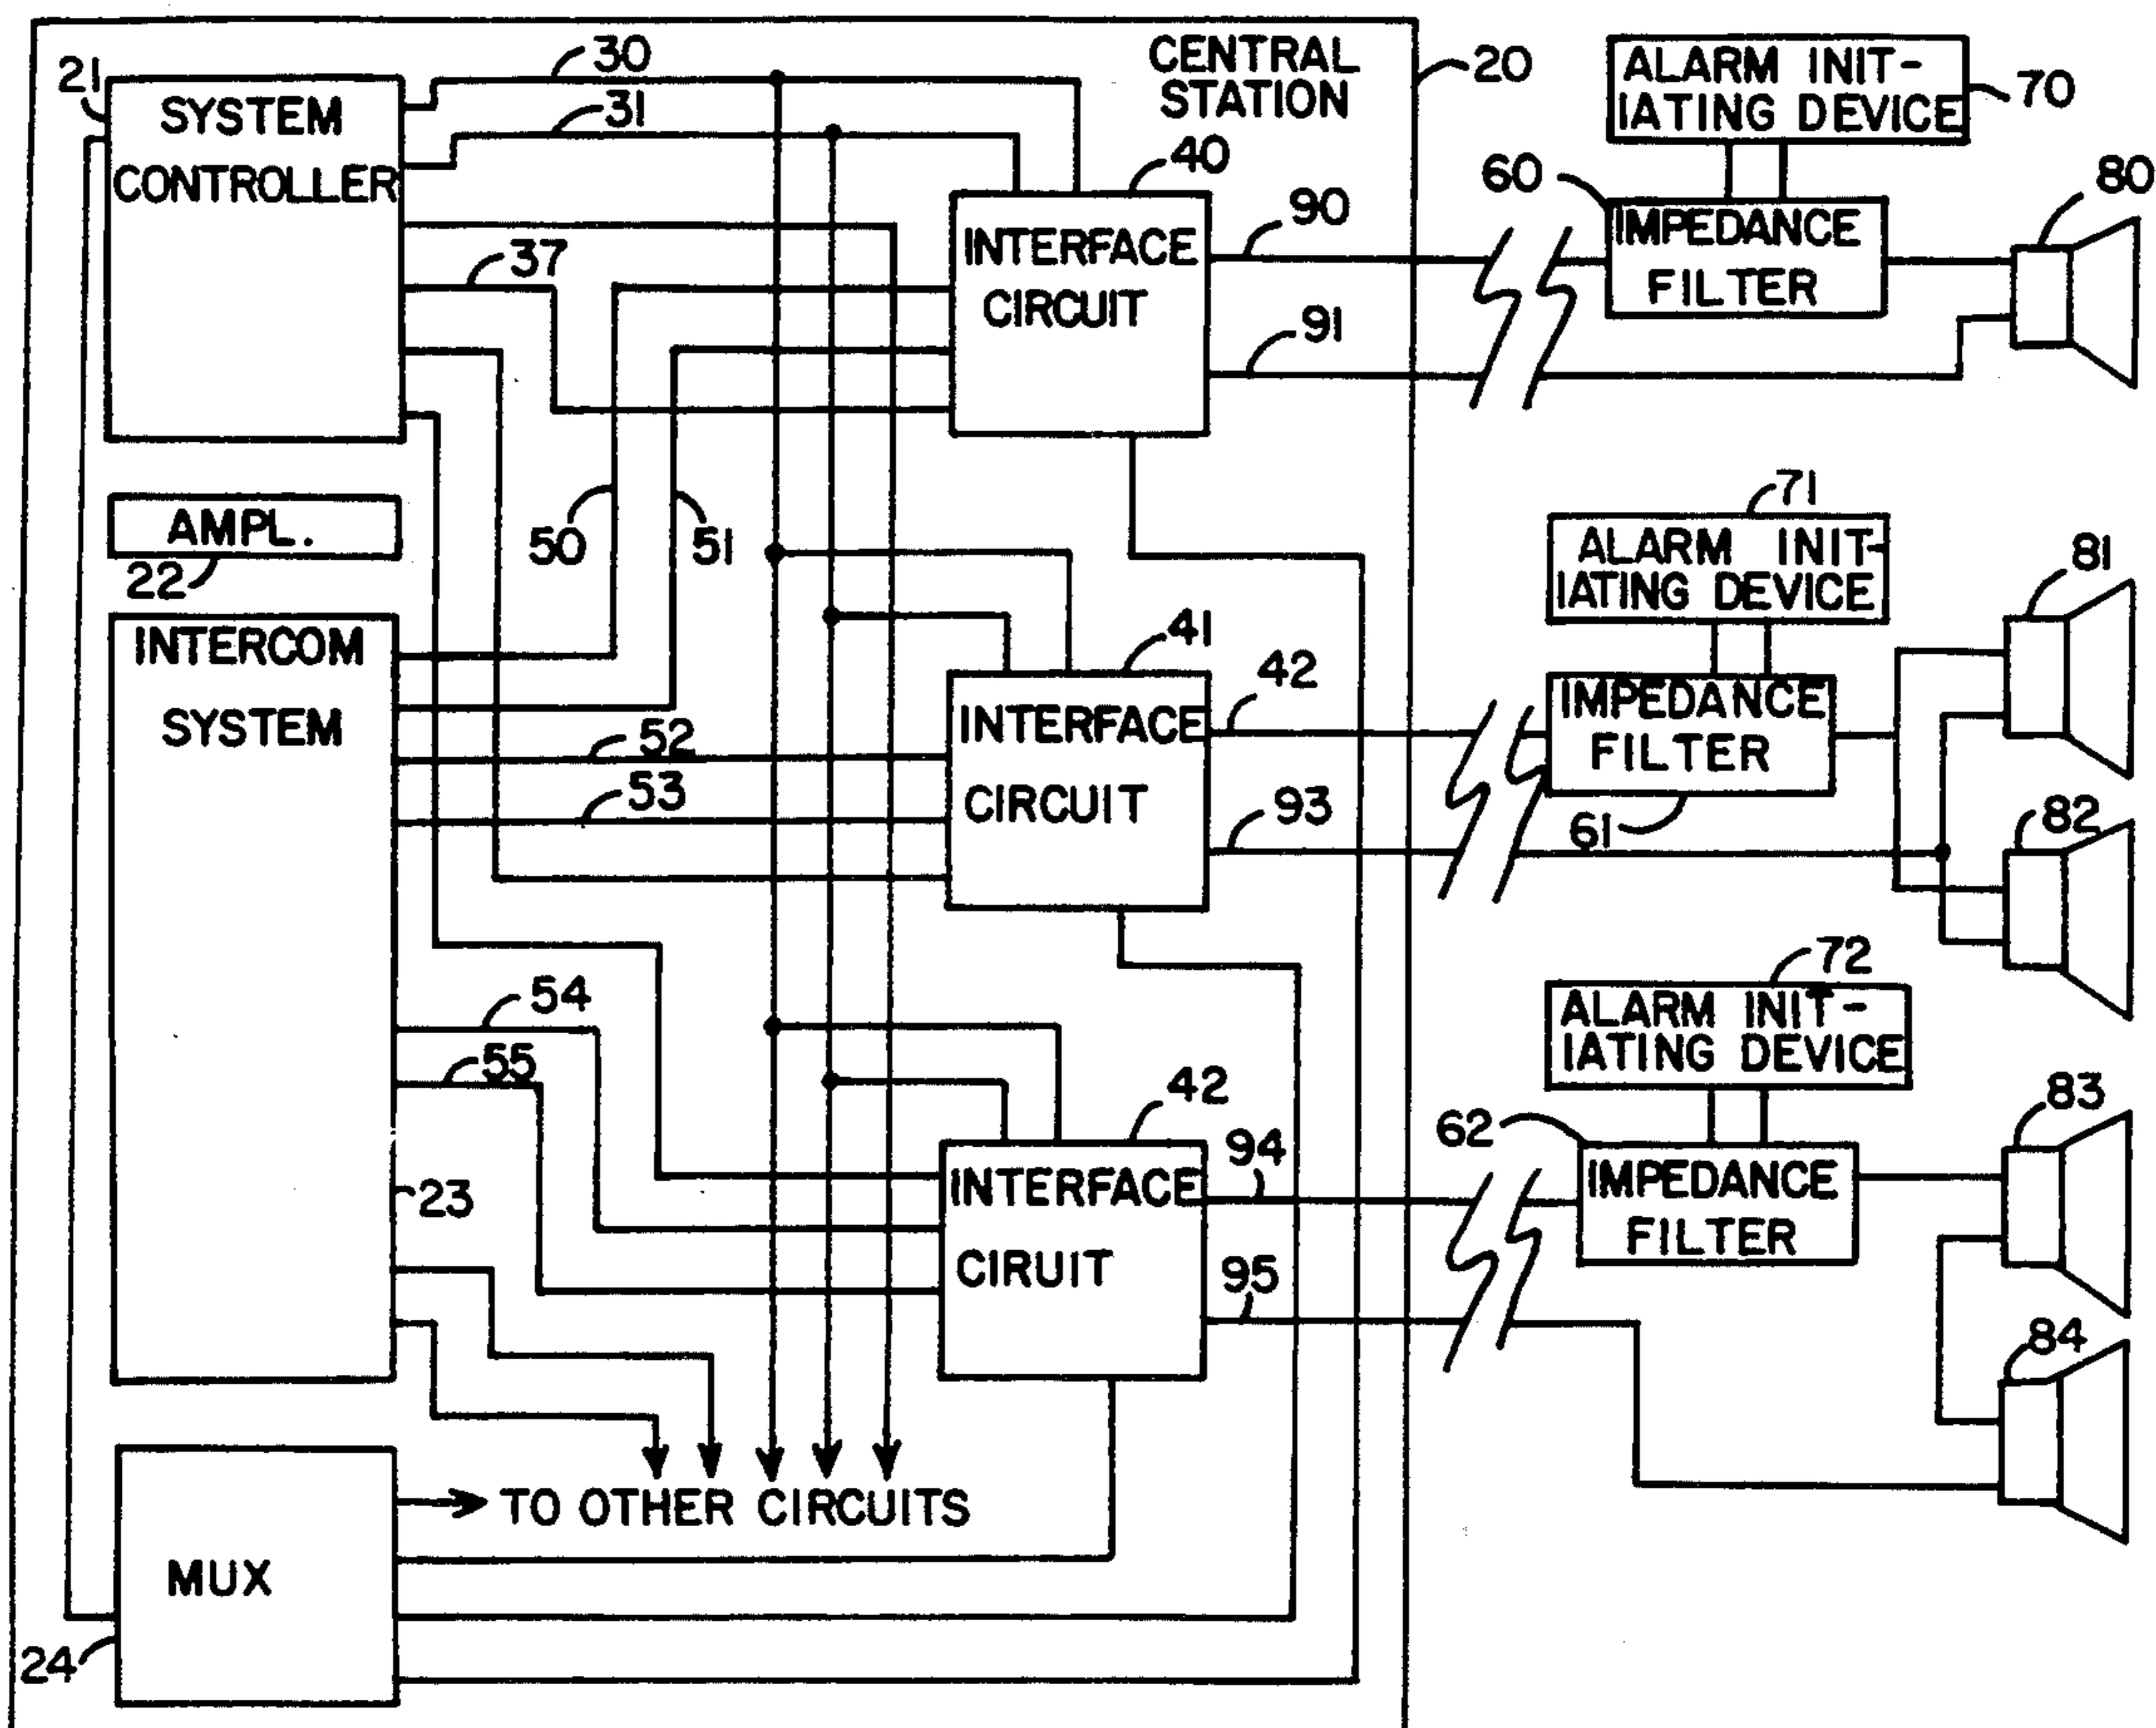 30
CENTRAL
STATION
20
21
SYSTEM
CONTROLLER
31
ALARM INIT-
IATING DEVICE
70
40
60
80
37
INTERFACE
CIRCUIT
90
91
IMPEDANCE
FILTER
AMPL.
22
50
51
71
ALARM INIT-
IATING DEVICE
81
INTERCOM
SYSTEM
41
42
52
53
INTERFACE
CIRCUIT
93
IMPEDANCE
FILTER
61
82
72
ALARM INIT-
IATING DEVICE
54
55
42
62
83
23
INTERFACE
CIRUIT
94
95
IMPEDANCE
FILTER
84
TO OTHER CIRCUITS
MUX
24